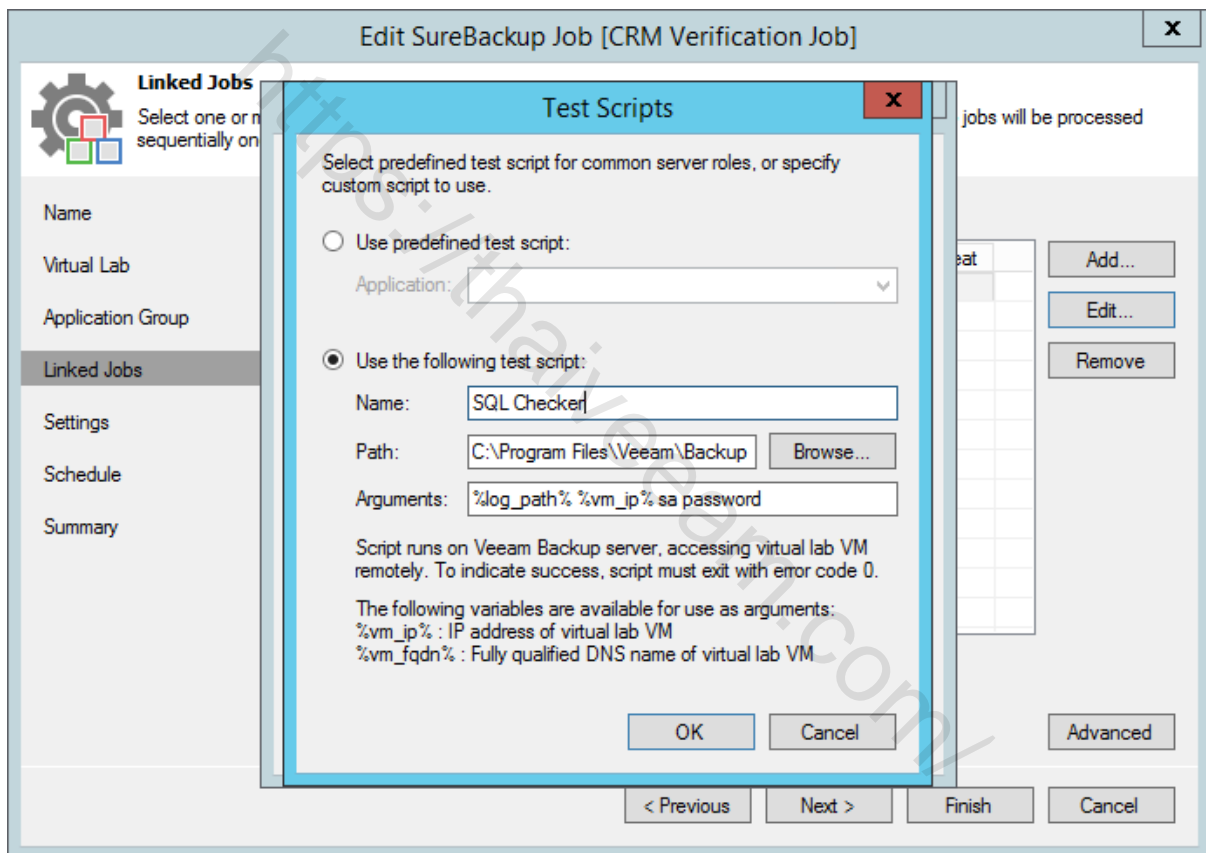 Edit SureBackup Job [CRM Verification Job]
x
Linked Jobs
Select one or
jobs will be processed
sequentially on
Name
Virtual Lab
Application Group
Linked Jobs
Settings
Schedule
Summary
Test Scripts
x
Select predefined test script for common server roles, or specify
custom script to use.
Use predefined test script:
Application:
Use the following test script:
Name: SQL Checker
Path: C:\Program Files\Veeam\Backup Browse...
Arguments: %log_path% %vm_ip% sa password
Script runs on Veeam Backup server, accessing virtual lab VM
remotely. To indicate success, script must exit with error code 0.
The following variables are available for use as arguments:
%vm_ip% : IP address of virtual lab VM
%vm_fqdn% : Fully qualified DNS name of virtual lab VM
OK Cancel
Add...
Edit...
Remove
Advanced
< Previous Next > Finish Cancel
https://thaiveeam.com/